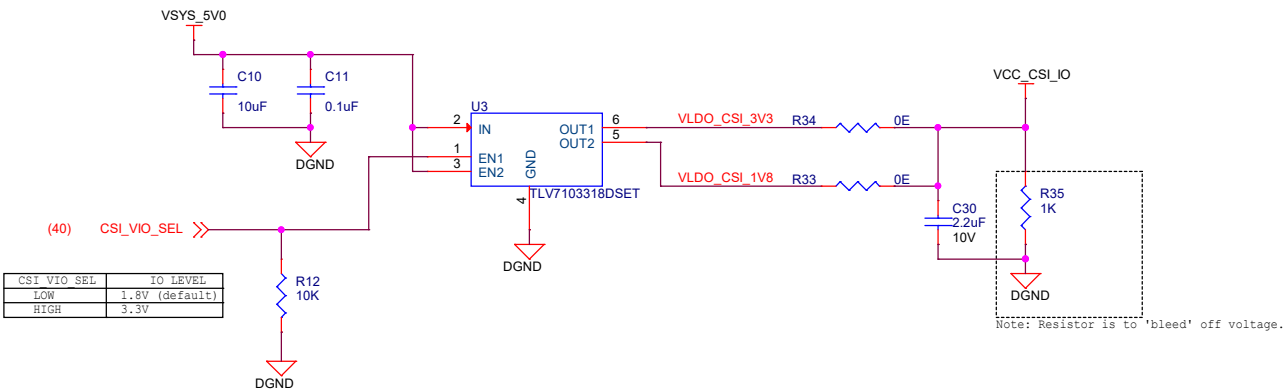 VSYS_5V0
C10
10uF
C11
0.1uF
DGND
U3
2
IN
1
EN1
3
EN2
GND
4
OUT1
6
OUT2
5
TLV7103318DSET
DGND
VLDO_CSI_3V3
R34
0E
VLDO_CSI_1V8
R33
0E
VCC_CSI_IO
C30
2.2uF
10V
R35
1K
DGND
Note: Resistor is to 'bleed' off voltage.
(40)
CSI_VIO_SEL
R12
10K
DGND
CSI_VIO_SEL IO LEVEL
LOW 1.8V (default)
HIGH 3.3V